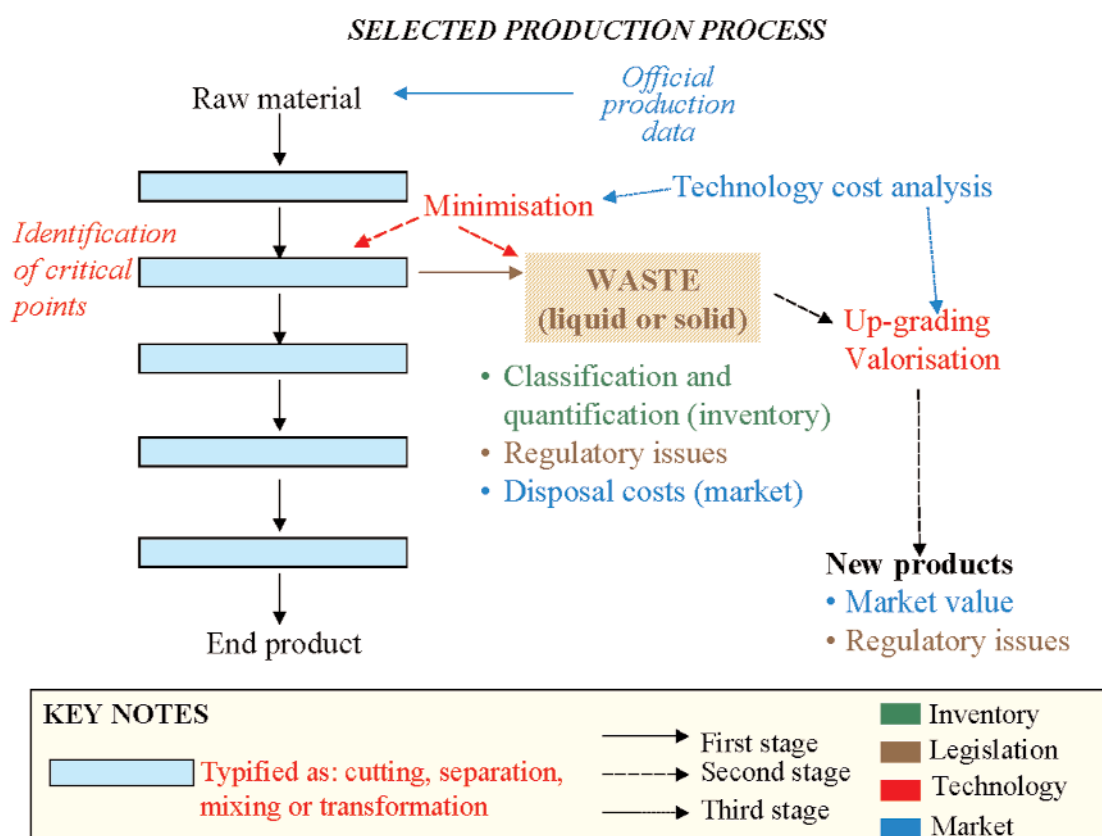 SELECTED PRODUCTION PROCESS
Raw material
Official
production
data
Technology cost analysis
Minimisation
Identification
of critical
points
WASTE
(liquid or solid)
Up-grading
Valorisation
• Classification and
quantification (inventory)
• Regulatory issues
• Disposal costs (market)
New products
• Market value
• Regulatory issues
End product
KEY NOTES
Typified as: cutting, separation,
mixing or transformation
First stage
Second stage
Third stage
Inventory
Legislation
Technology
Market